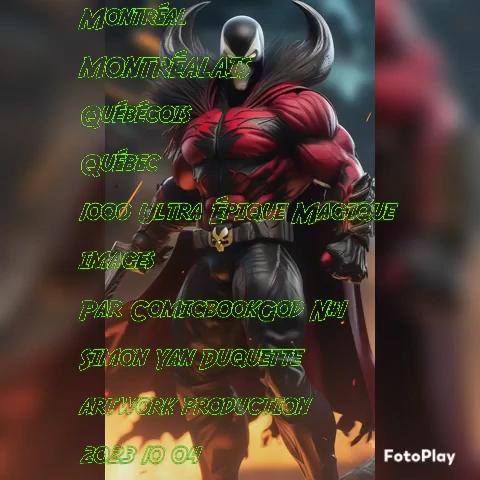 Montréal
Montréalais
Québécois
Québec
1000 Ultra Épique Magique
Images
Par ComicbookGod N#1
Simon Yan Duquette
Artwork Production
2023 10 04
FotoPlay